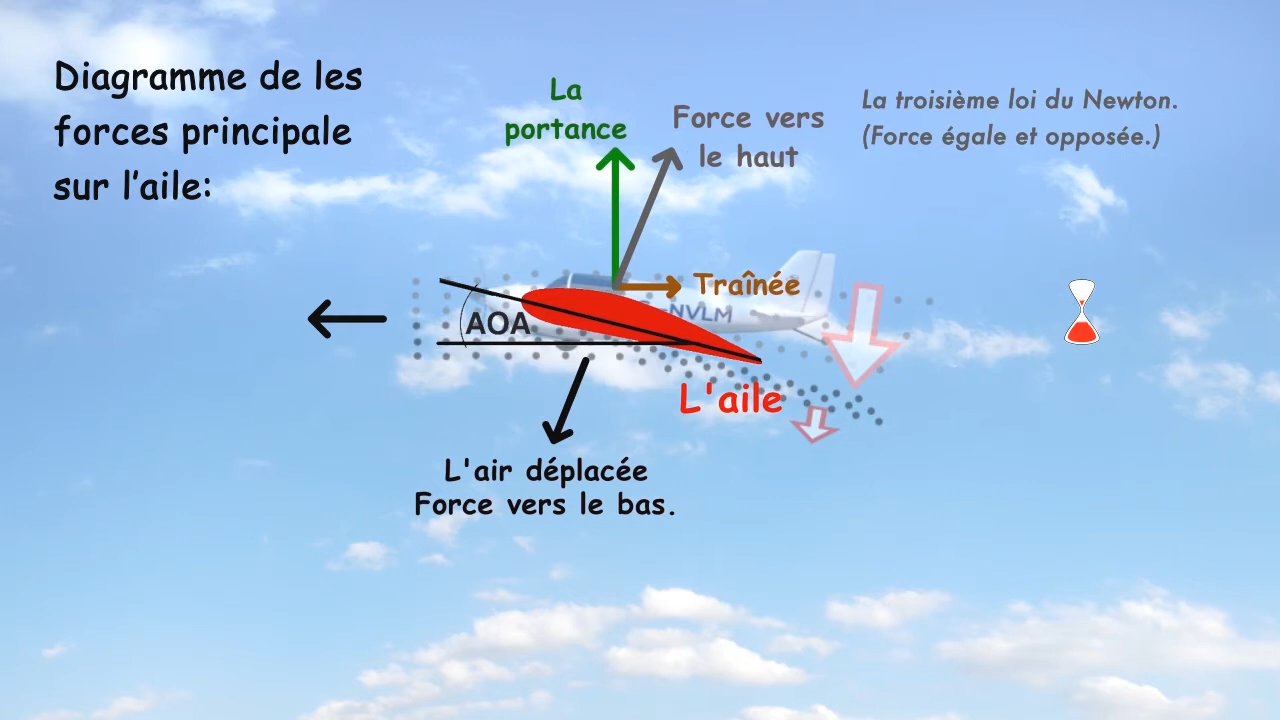 Diagramme de les
forces principale
sur l'aile:
La
portance
Force vers
le haut
La troisième loi du Newton.
(Force égale et opposée.)
Traînée
NVLM
AOA
L'aile
L'air déplacée
Force vers le bas.